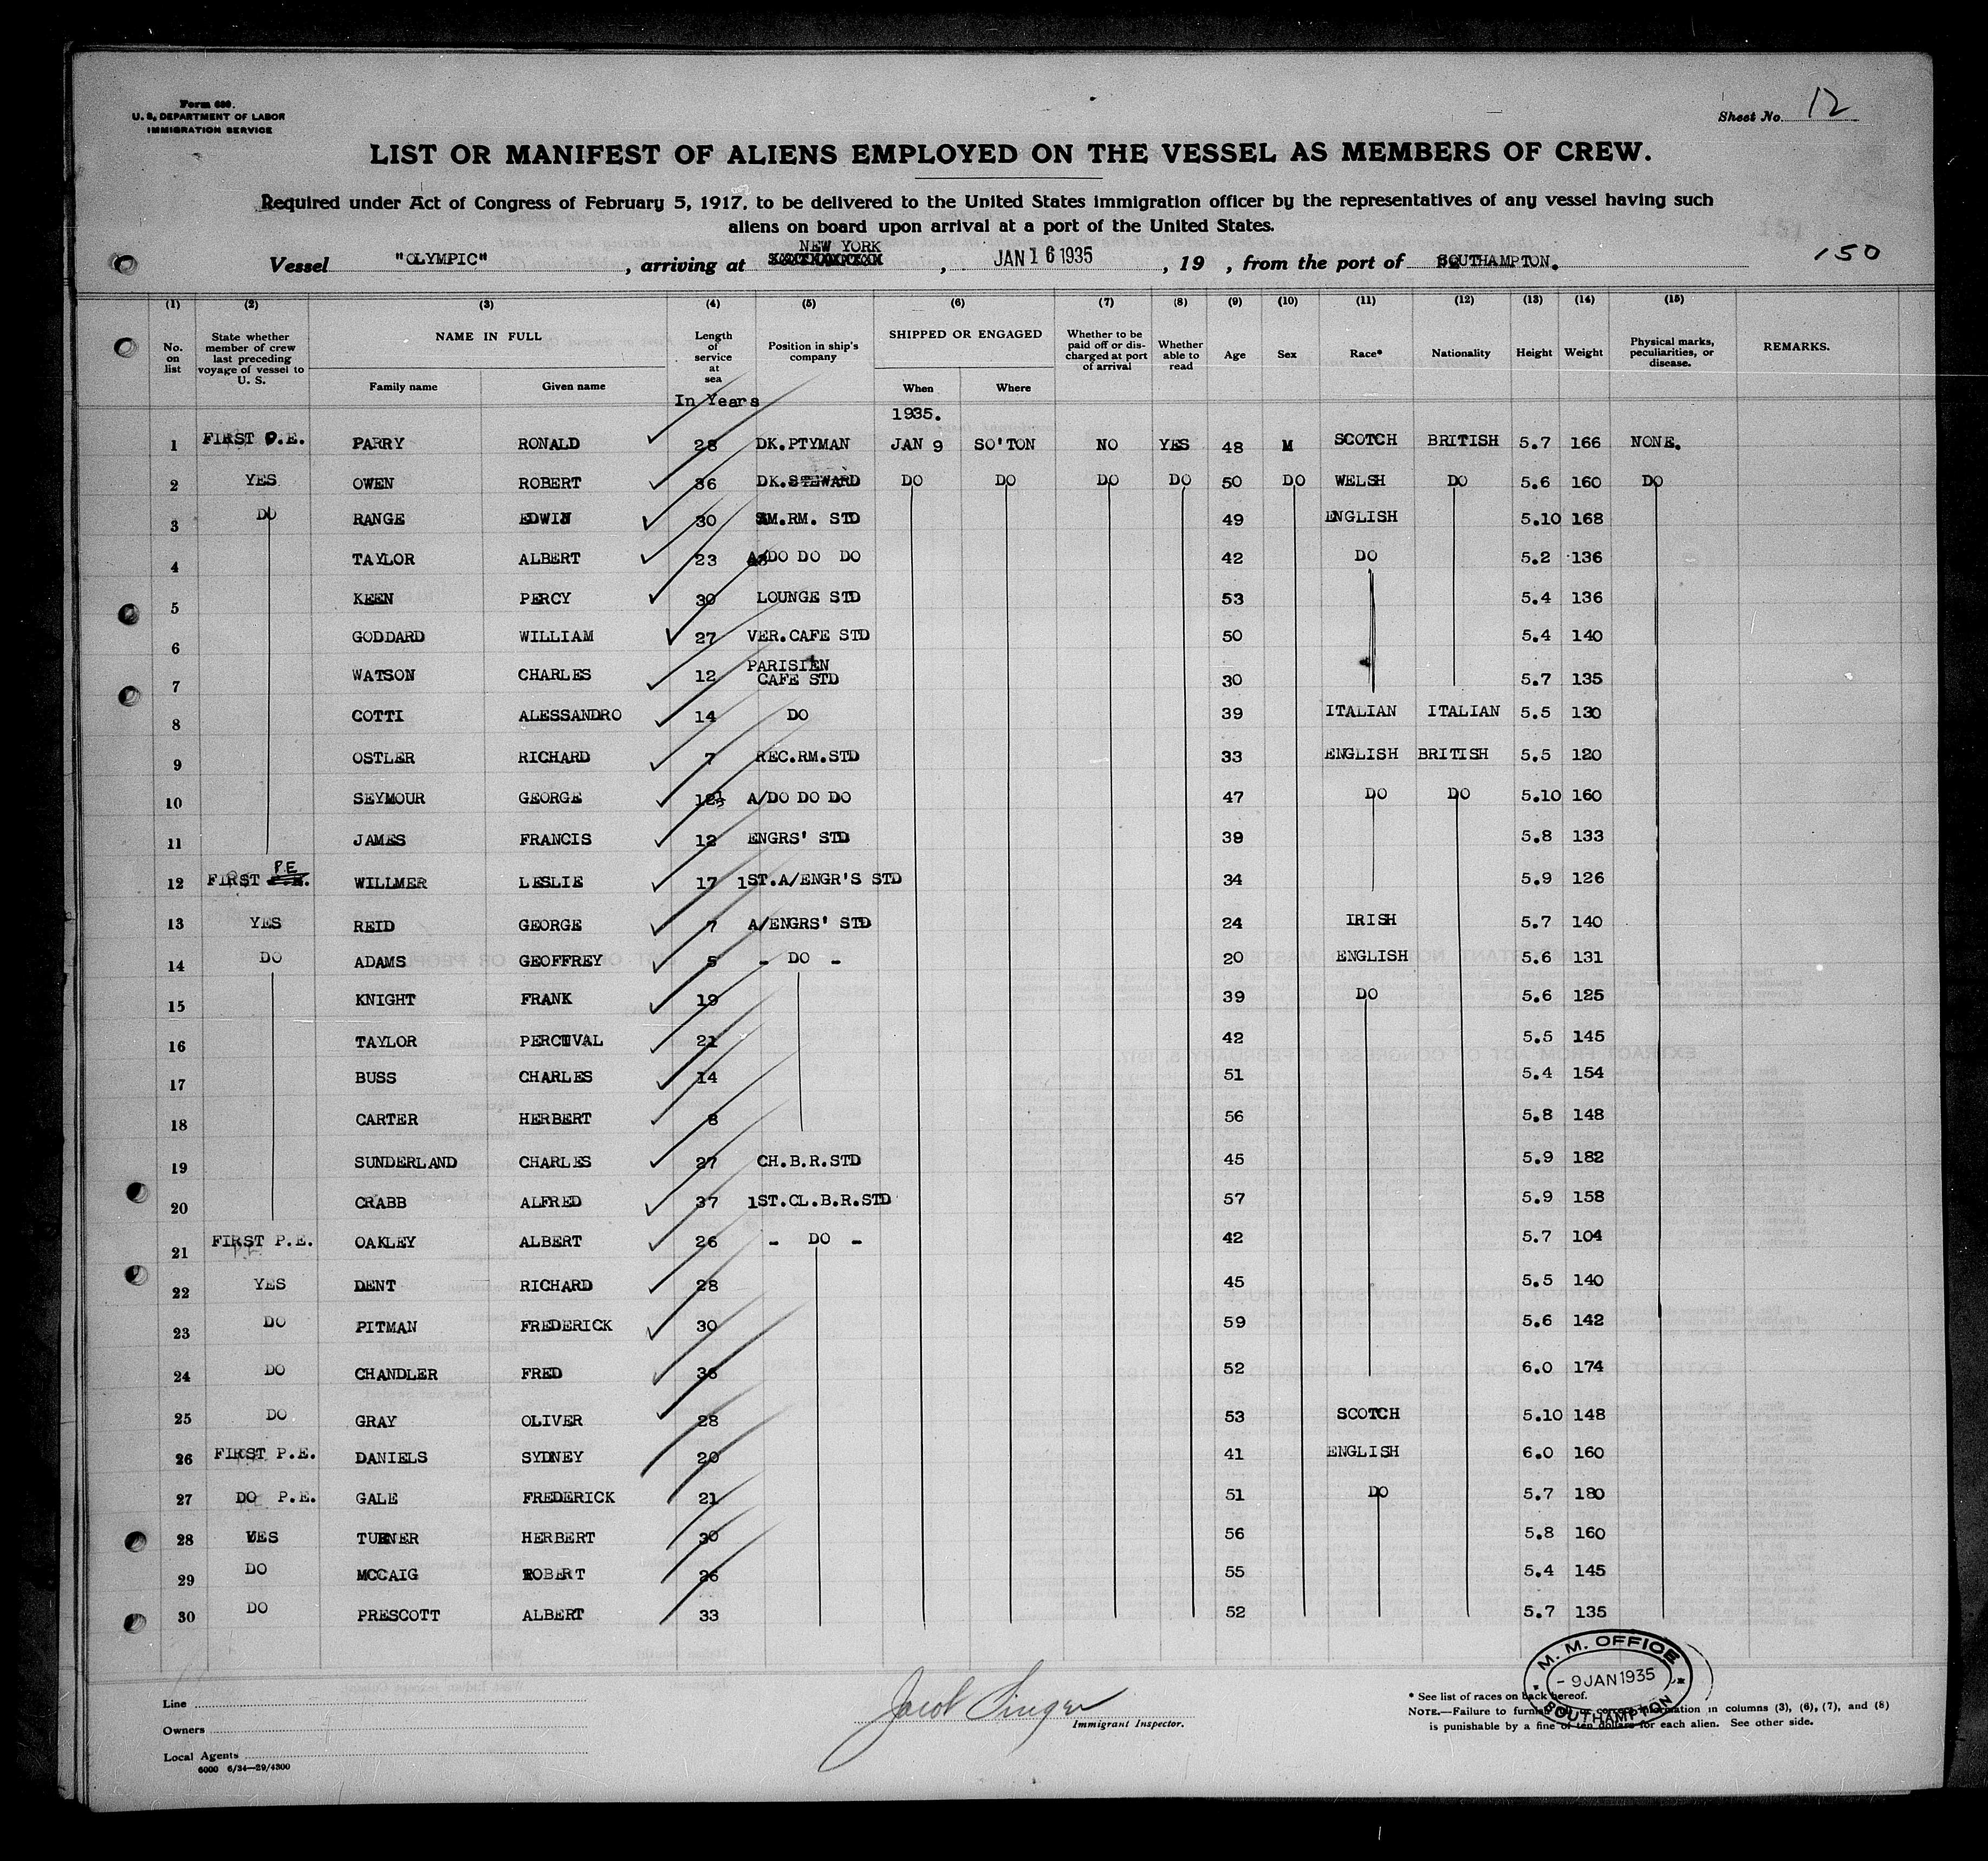 Form 680.
U. S. DEPARTMENT OF LABOR
IMMIGRATION SERVICE
Sheet No. 12
LIST OR MANIFEST OF ALIENS EMPLOYED ON THE VESSEL AS MEMBERS OF CREW.
Required under Act of Congress of February 5, 1917, to be delivered to the United States immigration officer by the representatives of any vessel having such
aliens on board upon arrival at a port of the United States.
NEW YORK
Vessel "OLYMPIC", arriving at , JAN 16 1935, 19 , from the port of SOUTHAMPTON. 150
(1) (2) (3) (4) (5) (6) (7) (8) (9) (10) (11) (12) (13) (14) (15)
No. on list State whether member of crew last preceding voyage of vessel to U. S. NAME IN FULL Family name Given name Length of service at sea Position in ship's company SHIPPED OR ENGAGED When Where Whether to be paid off or discharged at port of arrival Whether able to read Age Sex Race* Nationality Height Weight Physical marks, peculiarities, or disease. REMARKS.
In Years 1935.
1 FIRST P.E. PARRY RONALD 28 DK.PTYMAN JAN 9 SO'TON NO YES 48 M SCOTCH BRITISH 5.7 166 NONE.
2 YES OWEN ROBERT 36 DK.STEWARD DO DO DO DO 50 DO WELSH DO 5.6 160 DO
3 DO RANGE EDWIN 30 SM.RM. STD 49 ENGLISH 5.10 168
4 TAYLOR ALBERT 23 A/DO DO DO 42 DO 5.2 136
5 KEEN PERCY 30 LOUNGE STD 53 5.4 136
6 GODDARD WILLIAM 27 VER.CAFE STD 50 5.4 140
7 WATSON CHARLES 12 PARISIEN CAFE STD 30 5.7 135
8 COTTI ALESSANDRO 14 DO 39 ITALIAN ITALIAN 5.5 130
9 OSTLER RICHARD 7 REC.RM.STD 33 ENGLISH BRITISH 5.5 120
10 SEYMOUR GEORGE A/DO DO DO 47 DO DO 5.10 160
11 JAMES FRANCIS 12 ENGRS' STD 39 5.8 133
12 FIRST P.E WILLMER LESLIE 17 1ST.A/ENGR'S STD 34 5.9 126
13 YES REID GEORGE 7 A/ENGRS' STD 24 IRISH 5.7 140
14 DO ADAMS GEOFFREY 5 - DO - 20 ENGLISH 5.6 131
15 KNIGHT FRANK 19 39 DO 5.6 125
16 TAYLOR PERCIVAL 21 42 5.5 145
17 BUSS CHARLES 14 51 5.4 154
18 CARTER HERBERT 8 56 5.8 148
19 SUNDERLAND CHARLES 27 CH.B.R.STD 45 5.9 182
20 CRABB ALFRED 37 1ST.CL.B.R.STD 57 5.9 158
21 FIRST P.E. OAKLEY ALBERT 26 - DO - 42 5.7 104
22 YES DENT RICHARD 28 45 5.5 140
23 DO PITMAN FREDERICK 30 59 5.6 142
24 DO CHANDLER FRED 36 52 6.0 174
25 DO GRAY OLIVER 28 53 SCOTCH 5.10 148
26 FIRST P.E. DANIELS SYDNEY 20 41 ENGLISH 6.0 160
27 DO P.E. GALE FREDERICK 21 51 DO 5.7 180
28 YES TURNER HERBERT 30 56 5.8 160
29 DO MCCAIG ROBERT 26 55 5.4 145
30 DO PRESCOTT ALBERT 33 52 5.7 135
M. M. OFFICE
- 9 JAN 1935
SOUTHAMPTON
Line
Owners
Local Agents
6000 6/34—29/4300
Jacob Singer
Immigrant Inspector.
* See list of races on back hereof.
NOTE.—Failure to furnish full or correct information in columns (3), (6), (7), and (8)
is punishable by a fine of ten dollars for each alien. See other side.